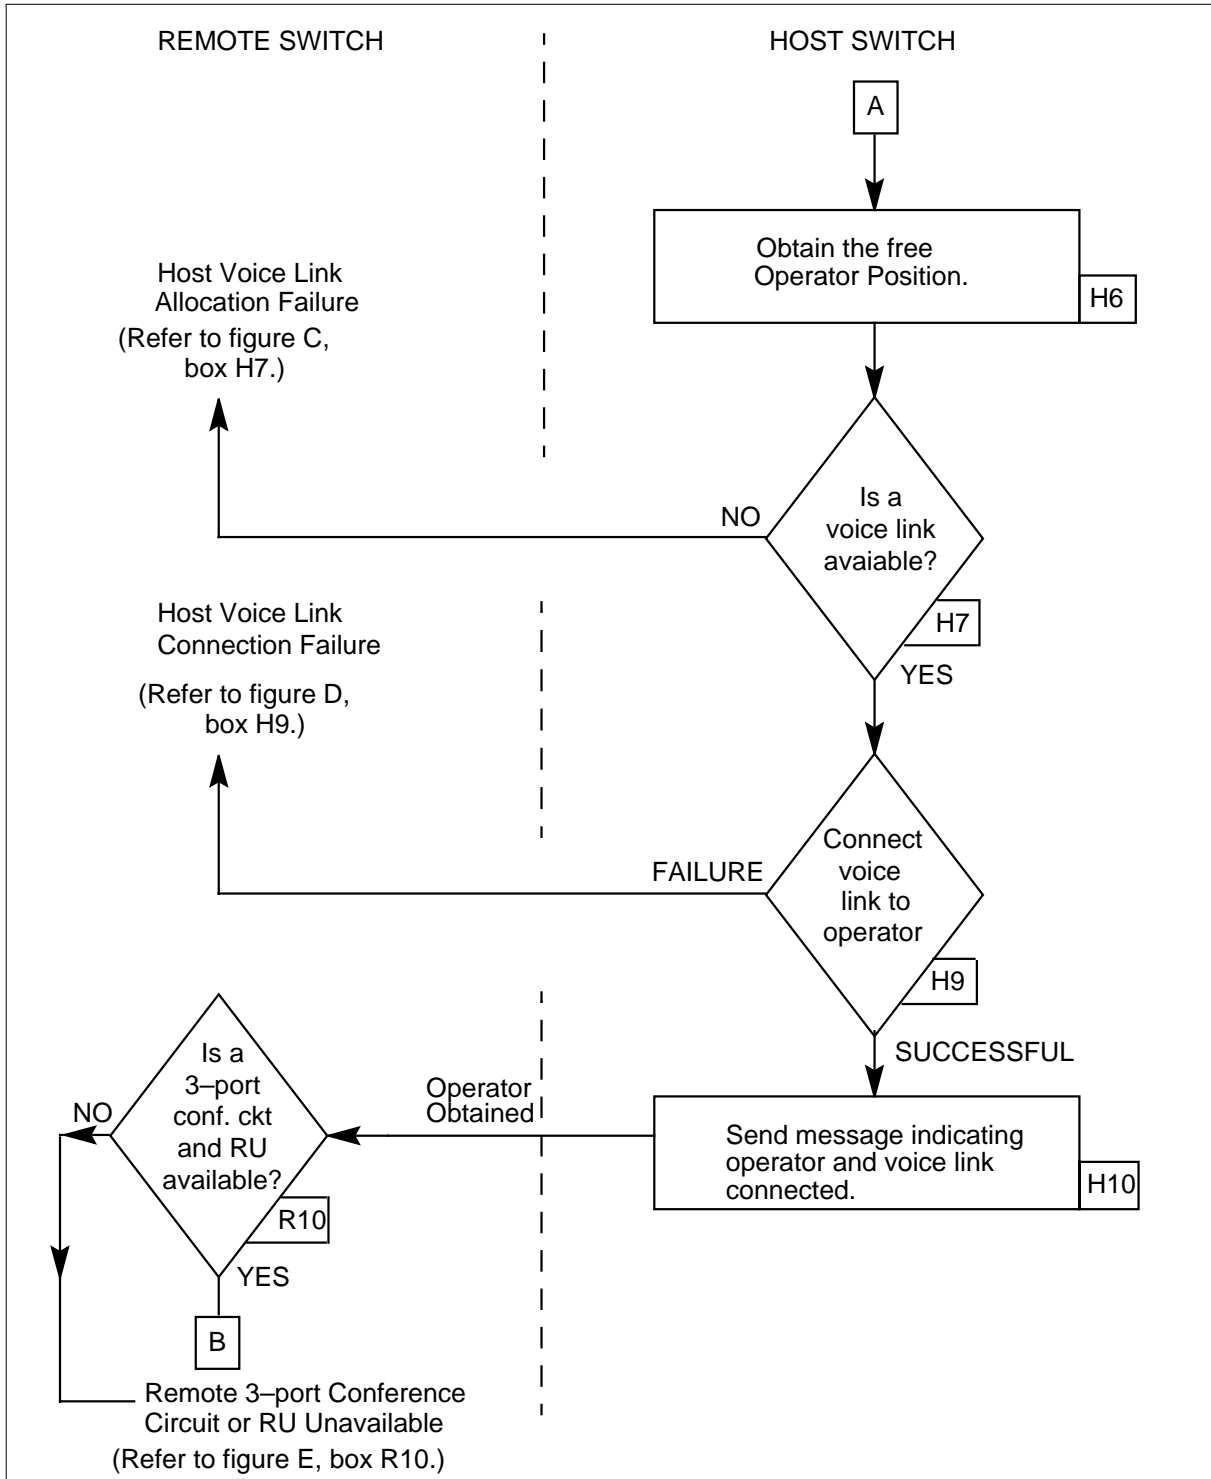 REMOTE SWITCH
HOST SWITCH
A
Obtain the free
Operator Position.
H6
Host Voice Link
Allocation Failure
(Refer to figure C,
box H7.)
NO
Is a
voice link
avaiable?
H7
YES
Host Voice Link
Connection Failure
(Refer to figure D,
box H9.)
FAILURE
Connect
voice
link to
operator
H9
SUCCESSFUL
Send message indicating
operator and voice link
connected.
H10
Operator
Obtained
Is a
3–port
conf. ckt
and RU
available?
R10
NO
YES
B
Remote 3–port Conference
Circuit or RU Unavailable
(Refer to figure E, box R10.)